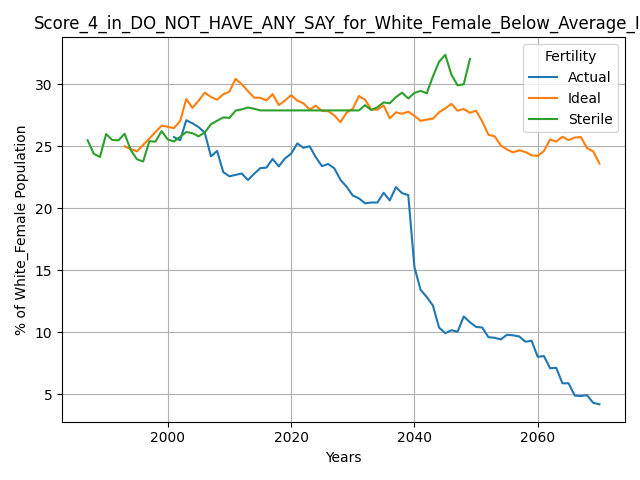 Score_4_in_DO_NOT_HAVE_ANY_SAY_for_White_Female_Below_Average_I
Fertility
Actual
Ideal
Sterile
% of White_Female Population
30
25
20
15
10
5
2000 2020 2040 2060
Years